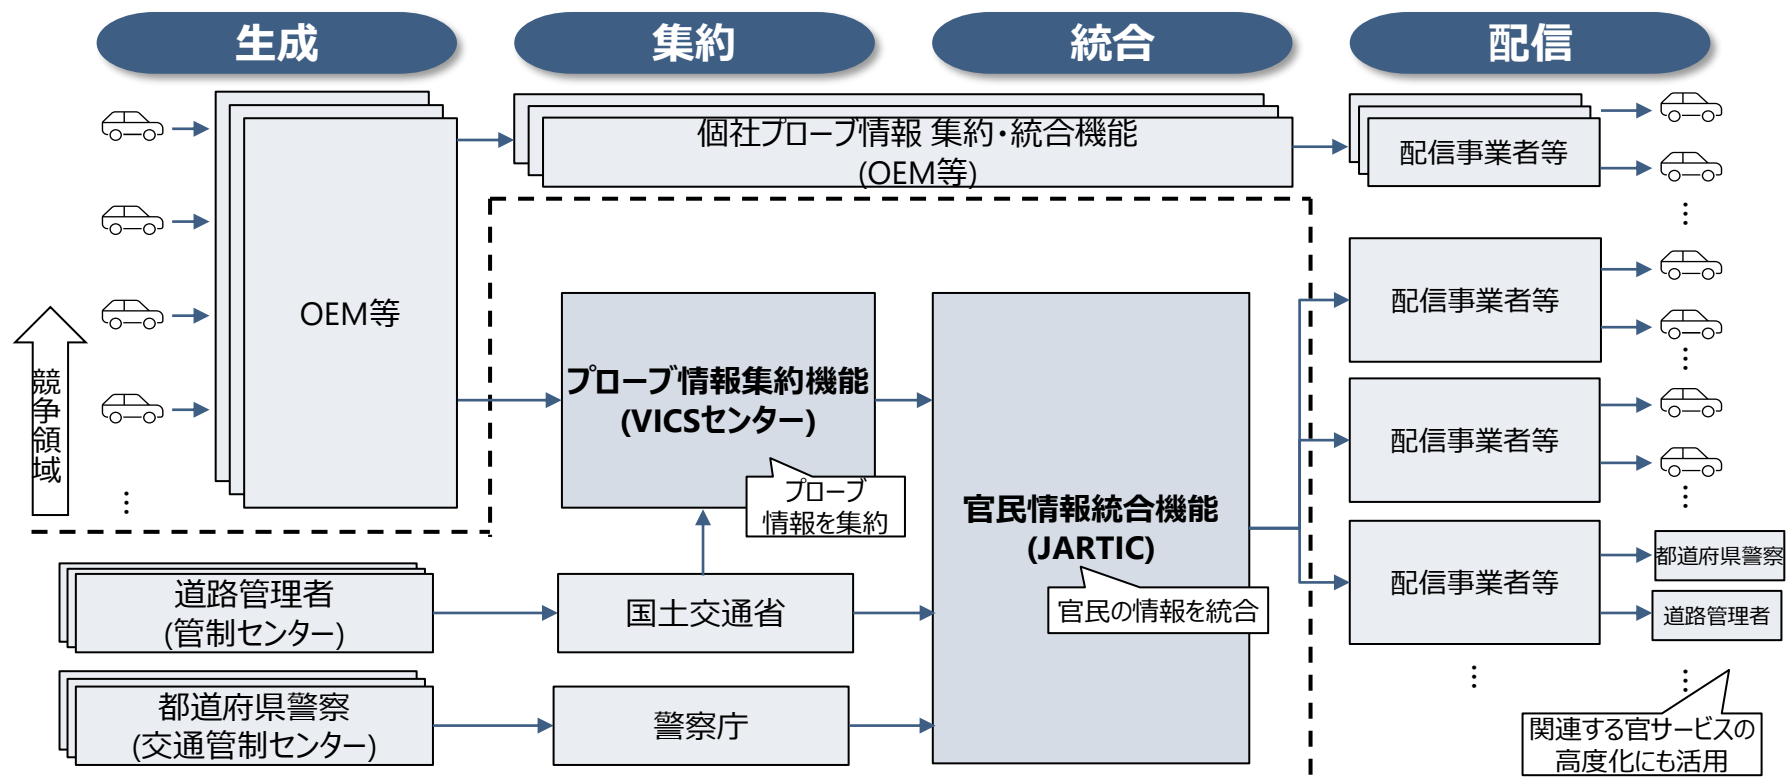 生成
集約
統合
配信
個社プローブ情報 集約・統合機能
(OEM等)
配信事業者等
⋮
OEM等
競争領域
⋮
プローブ情報集約機能
(VICSセンター)
プローブ
情報を集約
官民情報統合機能
(JARTIC)
官民の情報を統合
配信事業者等
⋮
配信事業者等
⋮
配信事業者等
都道府県警察
道路管理者
⋮
⋮
関連する官サービスの
高度化にも活用
道路管理者
(管制センター)
国土交通省
都道府県警察
(交通管制センター)
警察庁